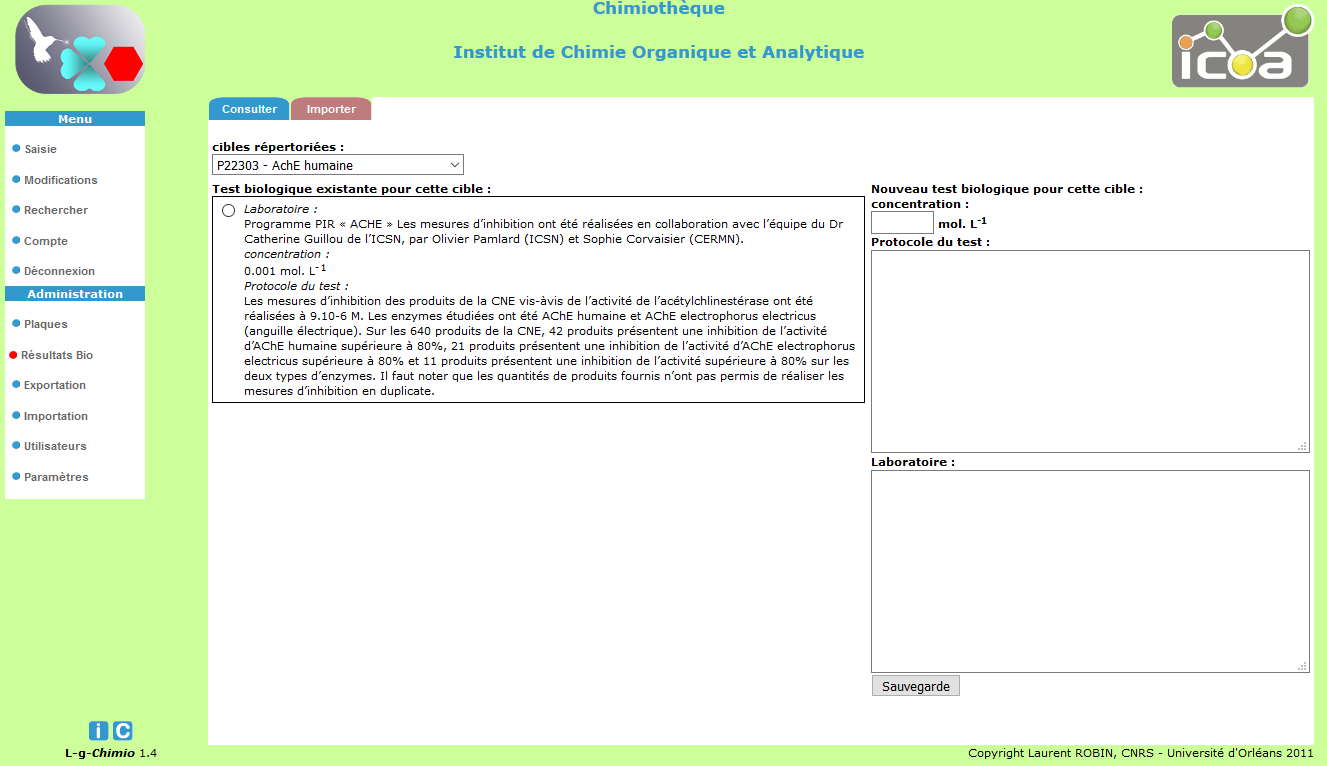 Chimiothèque
Institut de Chimie Organique et Analytique
icoa
Menu
Saisie
Modifications
Rechercher
Compte
Déconnexion
Administration
Plaques
Résultats Bio
Exportation
Importation
Utilisateurs
Paramètres
Consulter
Importer
cibles répertoriées :
P22303 - AchE humaine
Test biologique existante pour cette cible :
Laboratoire :
Programme PIR « ACHE » Les mesures d’inhibition ont été réalisées en collaboration avec l’équipe du Dr
Catherine Guillou de l’ICSN, par Olivier Pamlard (ICSN) et Sophie Corvaisier (CERMN).
concentration :
0.001 mol. L-1
Protocole du test :
Les mesures d’inhibition des produits de la CNE vis-àvis de l’activité de l’acétylchlinestérase ont été
réalisées à 9.10-6 M. Les enzymes étudiées ont été AChE humaine et AChE electrophorus electricus
(anguille électrique). Sur les 640 produits de la CNE, 42 produits présentent une inhibition de l’activité
d’AChE humaine supérieure à 80%, 21 produits présentent une inhibition de l’activité d’AChE electrophorus
electricus supérieure à 80% et 11 produits présentent une inhibition de l’activité supérieure à 80% sur les
deux types d’enzymes. Il faut noter que les quantités de produits fournis n’ont pas permis de réaliser les
mesures d’inhibition en duplicate.
Nouveau test biologique pour cette cible :
concentration :
mol. L-1
Protocole du test :
Laboratoire :
Sauvegarde
i C
L-g-Chimio 1.4
Copyright Laurent ROBIN, CNRS - Université d'Orléans 2011